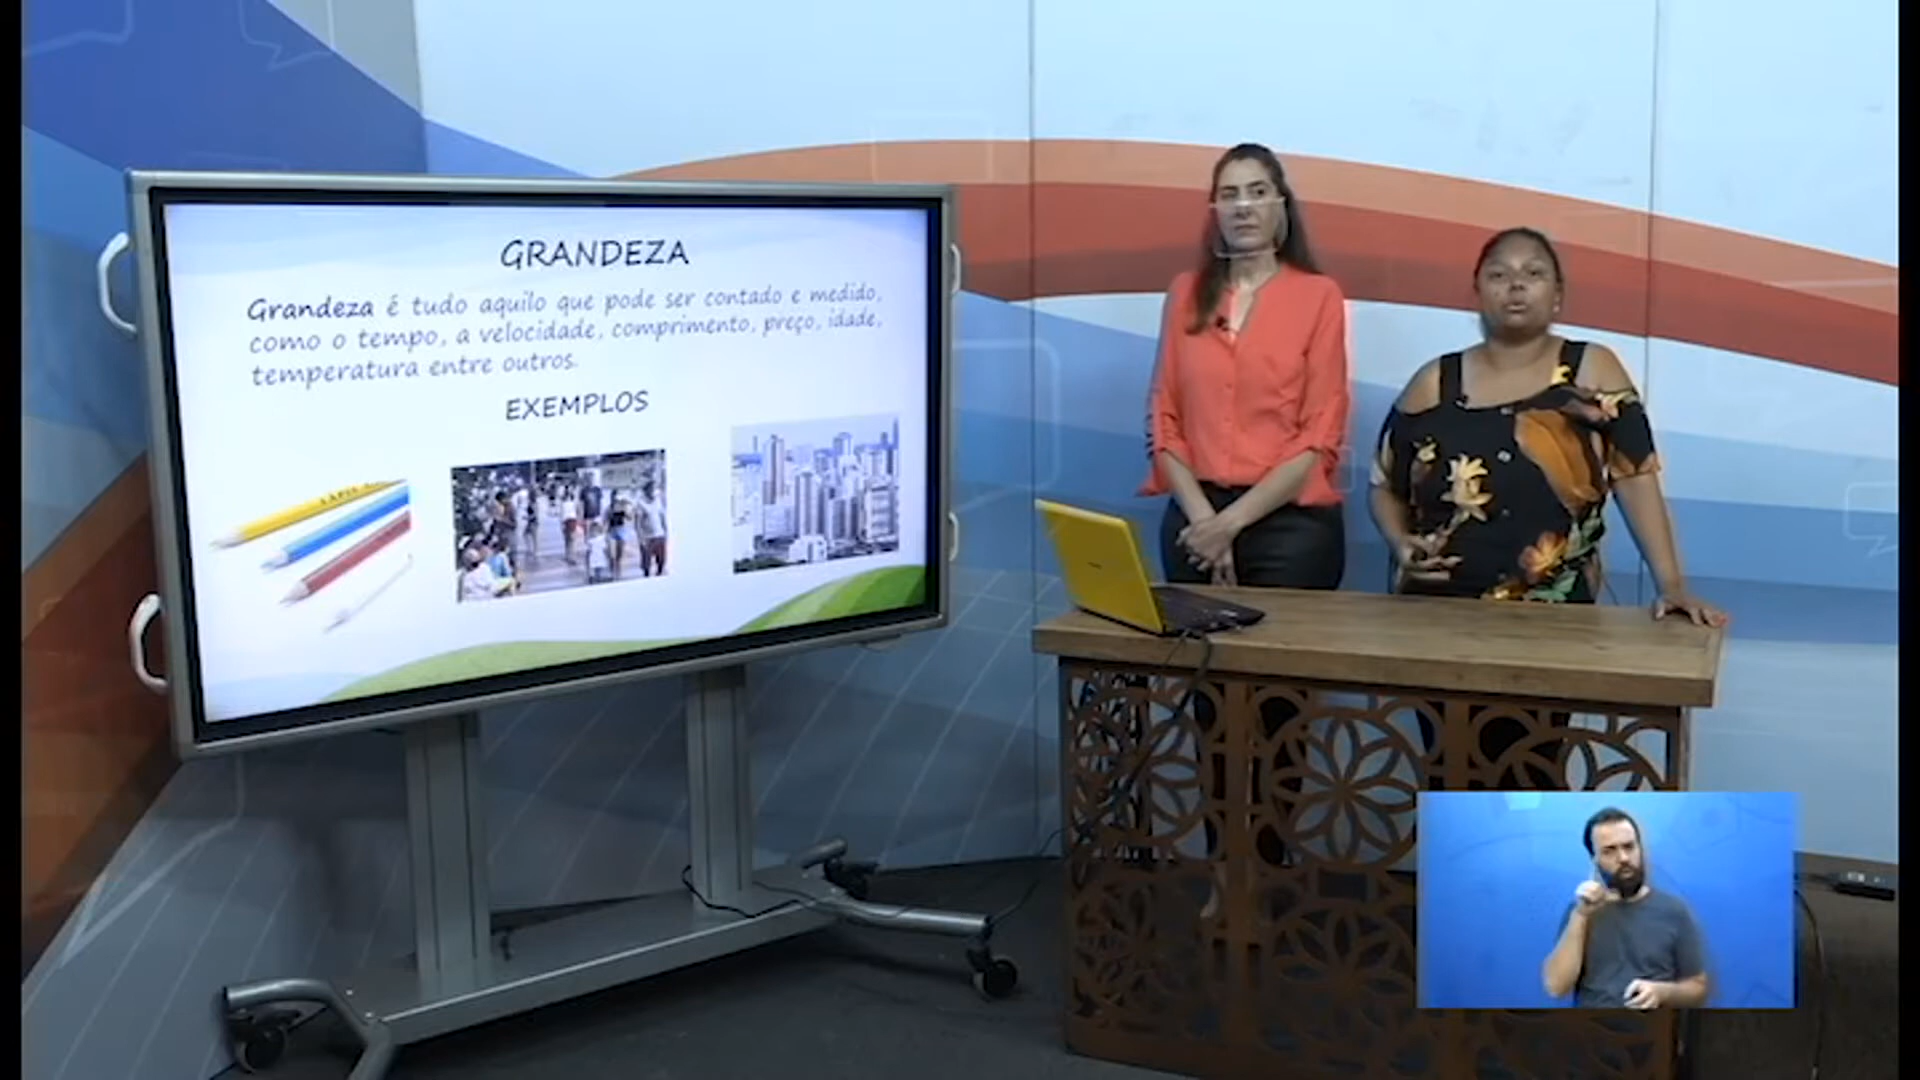 GRANDEZA
Grandeza é tudo aquilo que pode ser contado e medido,
como o tempo, a velocidade, comprimento, preço, idade,
temperatura entre outros.
EXEMPLOS
LAPIS